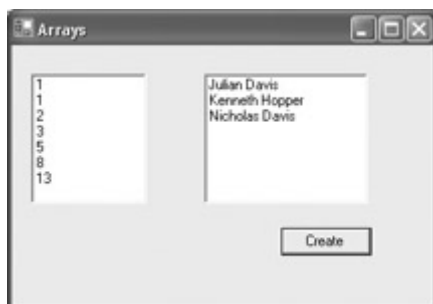 Arrays
1
1
2
3
5
8
13
Julian Davis
Kenneth Hopper
Nicholas Davis
Create